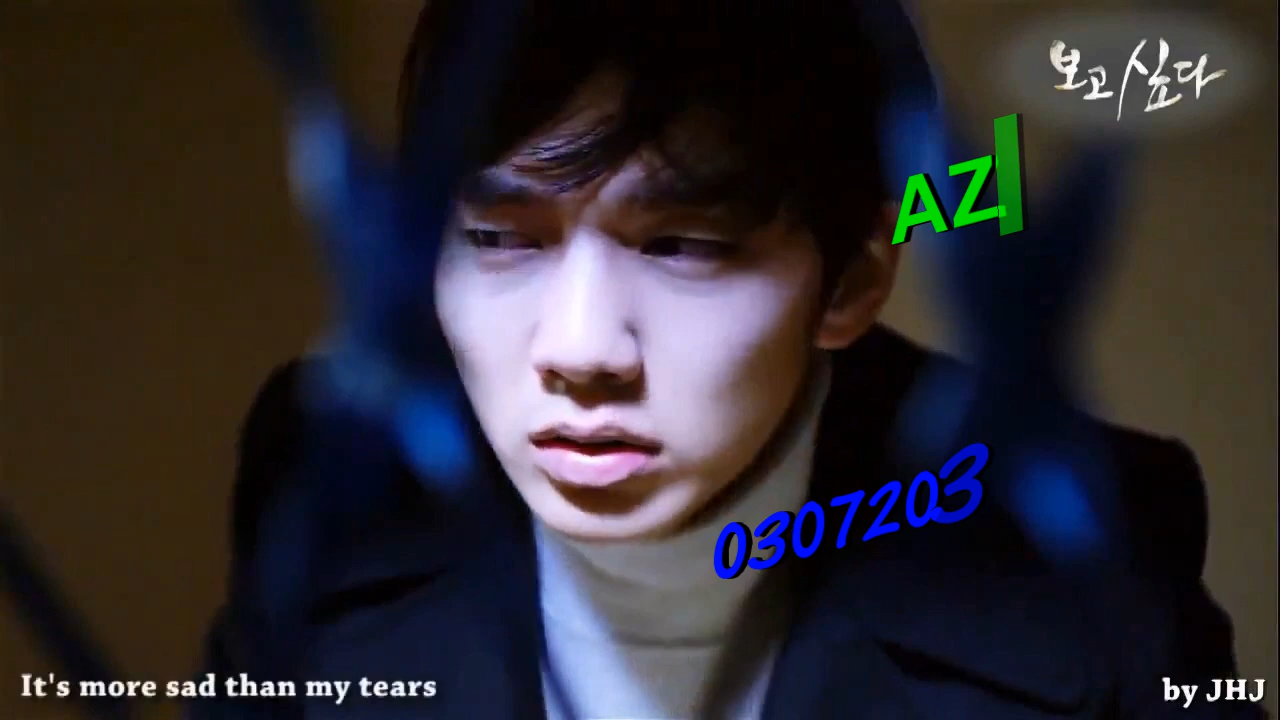 보고싶다
AZ
0307203
It's more sad than my tears
by JHJ